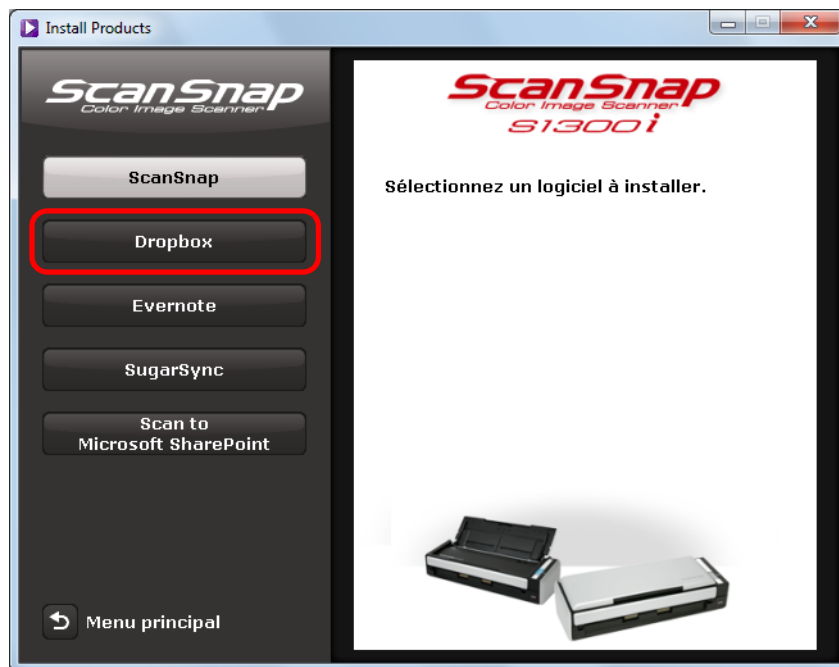 Install Products
ScanSnap
Color Image Scanner
ScanSnap
Color Image Scanner
S1300i
Sélectionnez un logiciel à installer.
ScanSnap
Dropbox
Evernote
SugarSync
Scan to
Microsoft SharePoint
Menu principal